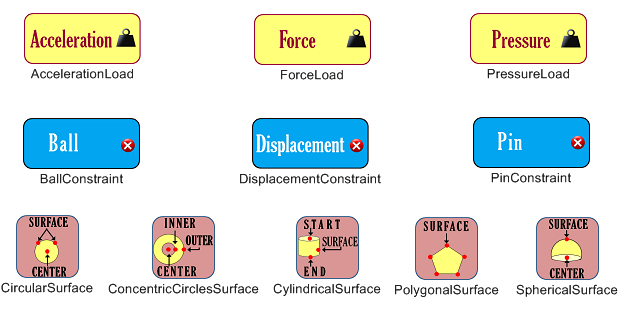 Acceleration
Force
Pressure
AccelerationLoad
ForceLoad
PressureLoad
Ball
Displacement
Pin
BallConstraint
DisplacementConstraint
PinConstraint
SURFACE
CENTER
CircularSurface
INNER
OUTER
CENTER
ConcentricCirclesSurface
START
SURFACE
END
CylindricalSurface
SURFACE
PolygonalSurface
SURFACE
CENTER
SphericalSurface